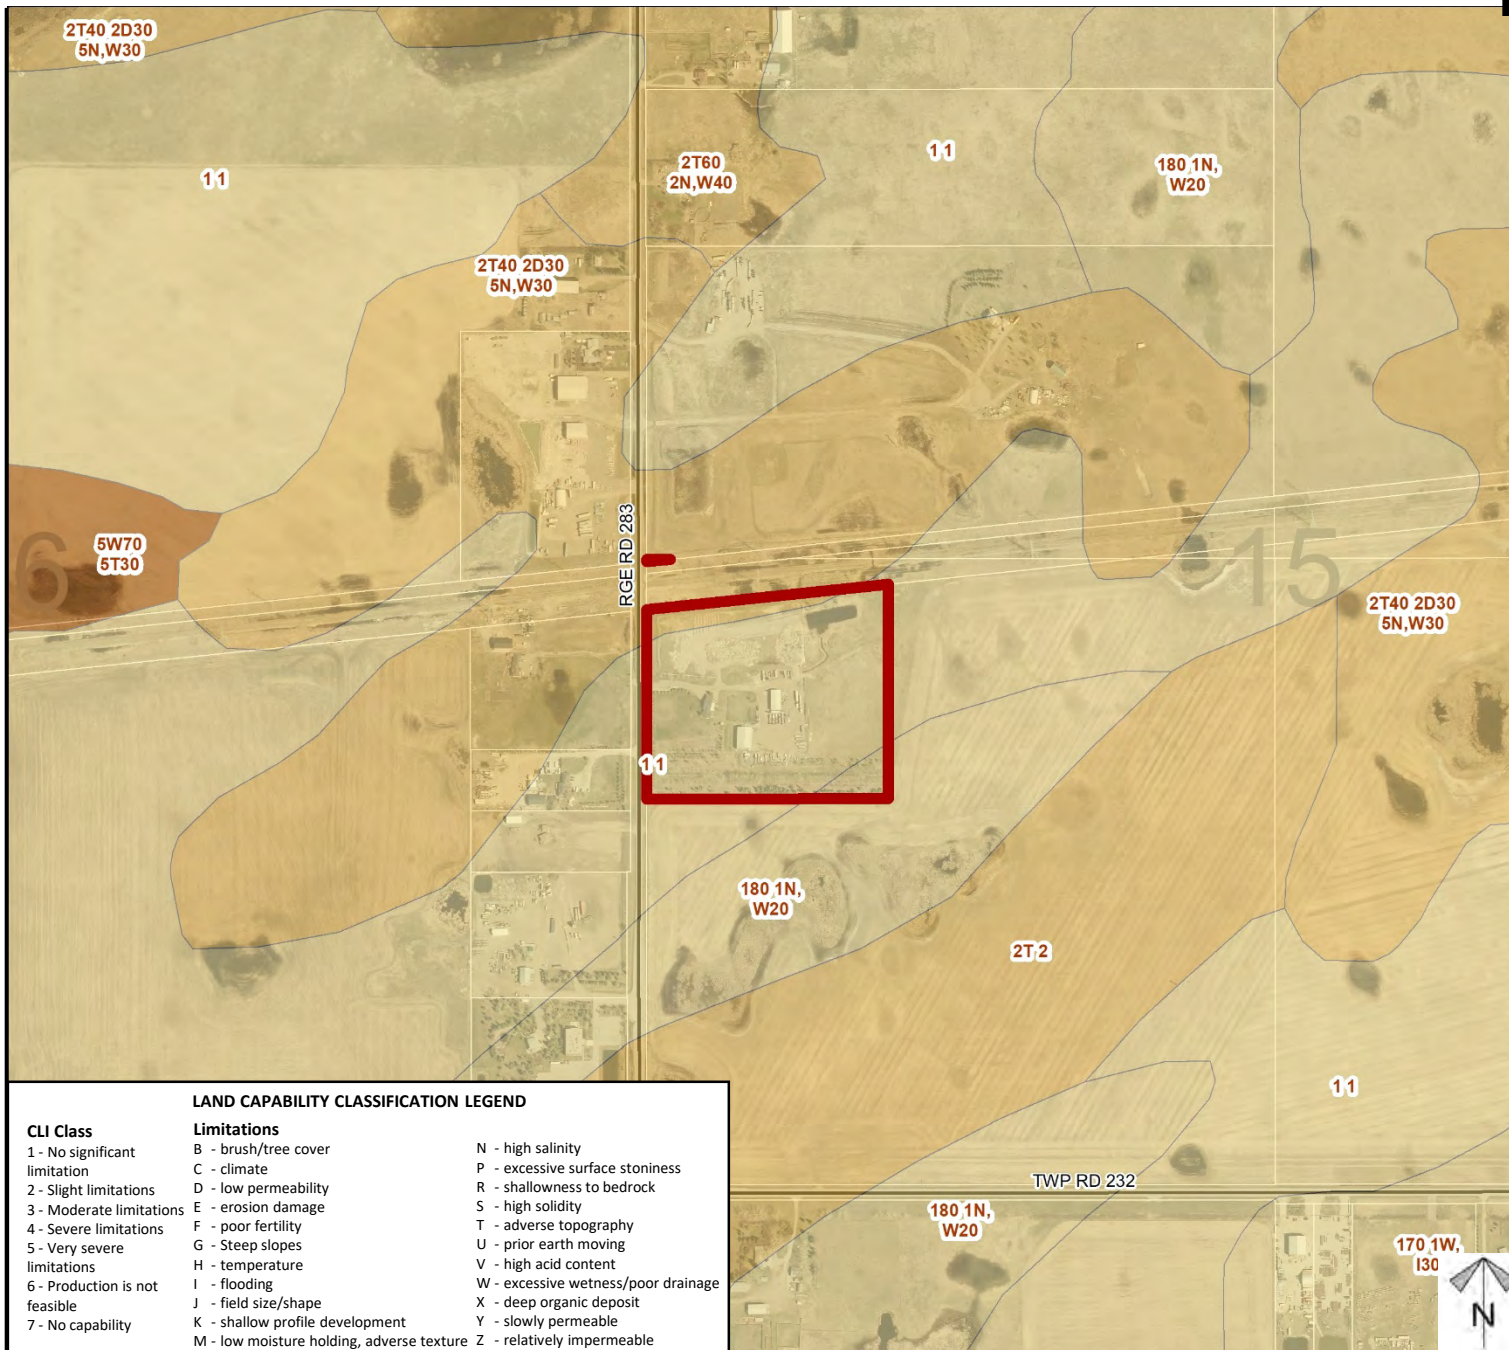 2T40 2D30
5N,W30
1 1
2T60
2N,W40
1 1
180 1N,
W20
2T40 2D30
5N,W30
RGE RD 283
5W70
5T30
6
15
2T40 2D30
5N,W30
1 1
180 1N,
W20
2T 2
1 1
TWP RD 232
180 1N,
W20
170 1W,
I30
N
LAND CAPABILITY CLASSIFICATION LEGEND
CLI Class
1 - No significant
limitation
2 - Slight limitations
3 - Moderate limitations
4 - Severe limitations
5 - Very severe
limitations
6 - Production is not
feasible
7 - No capability
Limitations
B - brush/tree cover
C - climate
D - low permeability
E - erosion damage
F - poor fertility
G - Steep slopes
H - temperature
I - flooding
J - field size/shape
K - shallow profile development
M - low moisture holding, adverse texture
N - high salinity
P - excessive surface stoniness
R - shallowness to bedrock
S - high solidity
T - adverse topography
U - prior earth moving
V - high acid content
W - excessive wetness/poor drainage
X - deep organic deposit
Y - slowly permeable
Z - relatively impermeable